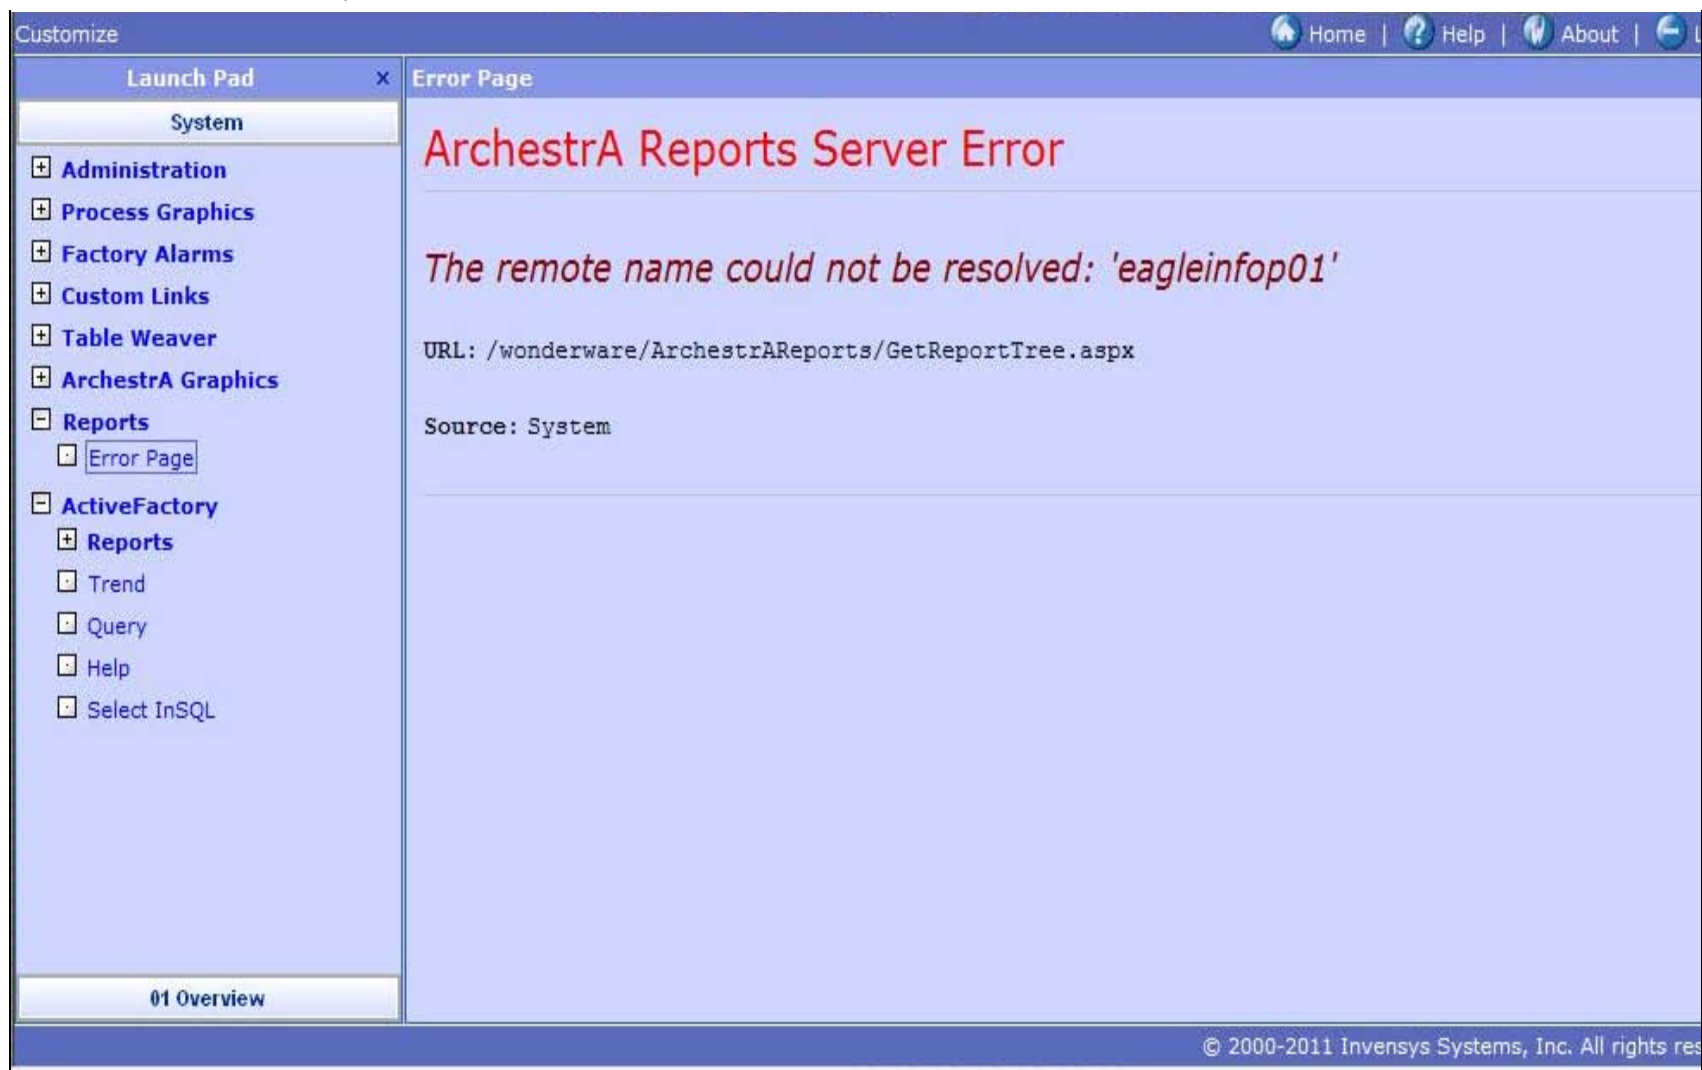 Customize
Home | Help | About |
Launch Pad x
System
Administration
Process Graphics
Factory Alarms
Custom Links
Table Weaver
ArchestrA Graphics
Reports
Error Page
ActiveFactory
Reports
Trend
Query
Help
Select InSQL
01 Overview
Error Page
ArchestrA Reports Server Error
The remote name could not be resolved: 'eagleinfop01'
URL: /wonderware/ArchestrAReports/GetReportTree.aspx
Source: System
© 2000-2011 Invensys Systems, Inc. All rights res